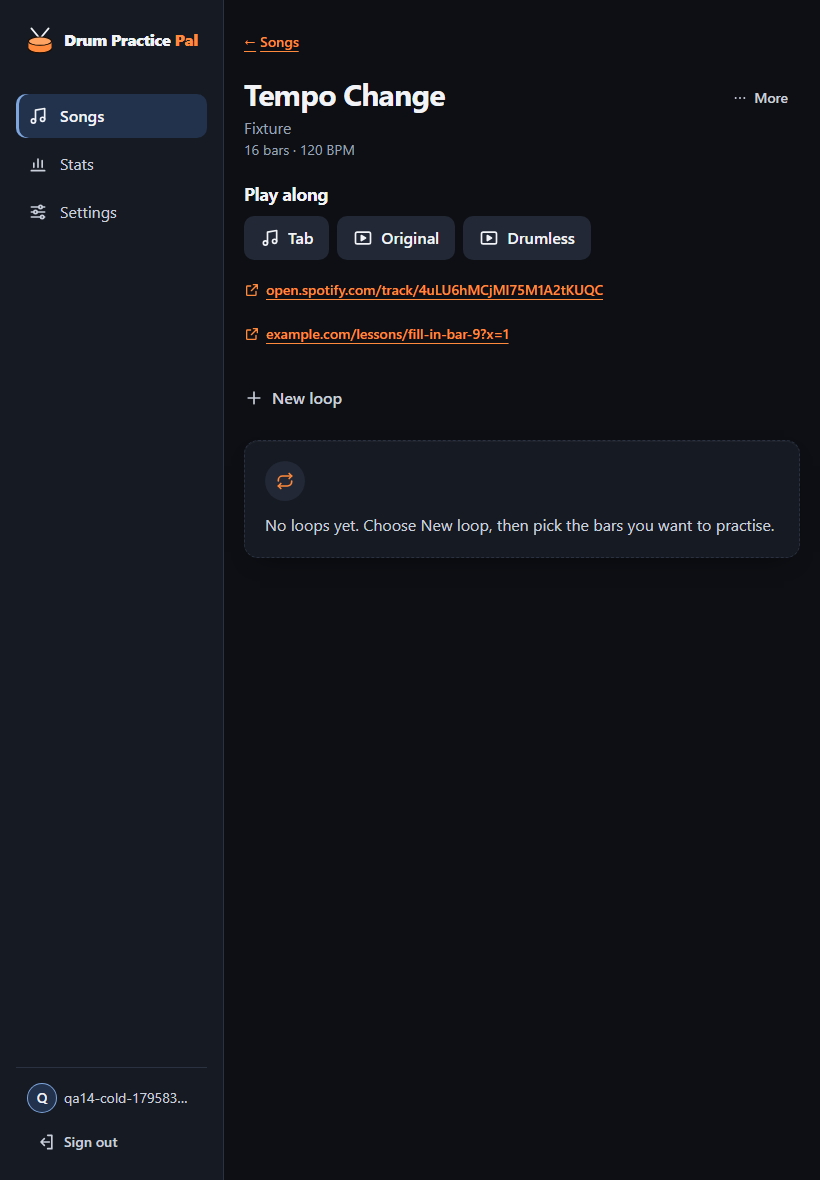 Drum Practice Pal
Songs
Stats
Settings
← Songs
Tempo Change
··· More
Fixture
16 bars · 120 BPM
Play along
Tab
Original
Drumless
open.spotify.com/track/4uLU6hMCjMI75M1A2tKUQC
example.com/lessons/fill-in-bar-9?x=1
+ New loop
No loops yet. Choose New loop, then pick the bars you want to practise.
Q
qa14-cold-179583...
Sign out